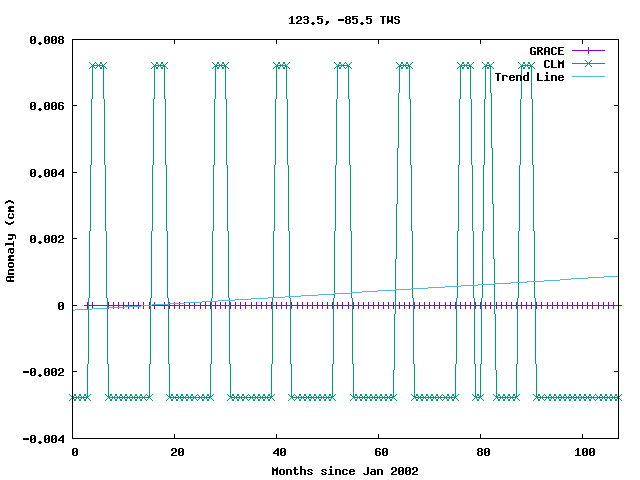 123.5, -85.5 TWS
GRACE
CLM
Trend Line
0.008
0.006
0.004
0.002
0
-0.002
-0.004
Anomaly (cm)
0 20 40 60 80 100
Months since Jan 2002